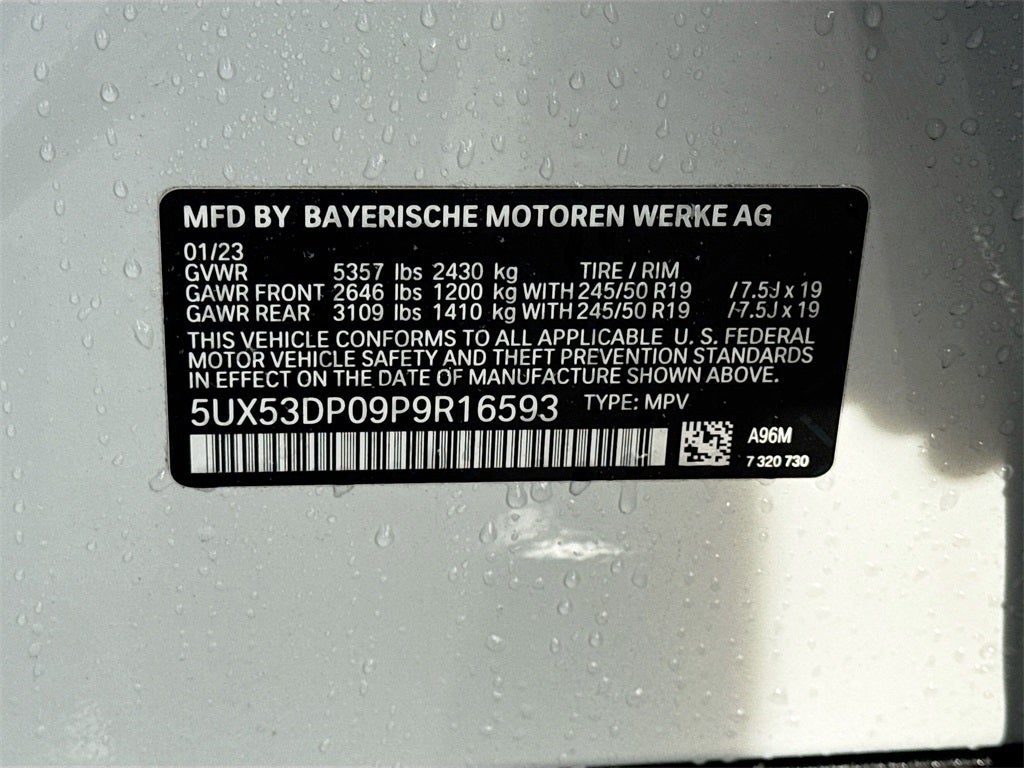 MFD BY BAYERISCHE MOTOREN WERKE AG
01/23
GVWR 5357 lbs 2430 kg TIRE / RIM
GAWR FRONT 2646 lbs 1200 kg WITH 245/50 R19 /7.5J x 19
GAWR REAR 3109 lbs 1410 kg WITH 245/50 R19 /7.5J x 19
THIS VEHICLE CONFORMS TO ALL APPLICABLE U. S. FEDERAL
MOTOR VEHICLE SAFETY AND THEFT PREVENTION STANDARDS
IN EFFECT ON THE DATE OF MANUFACTURE SHOWN ABOVE.
5UX53DP09P9R16593 TYPE: MPV
A96M
7 320 730